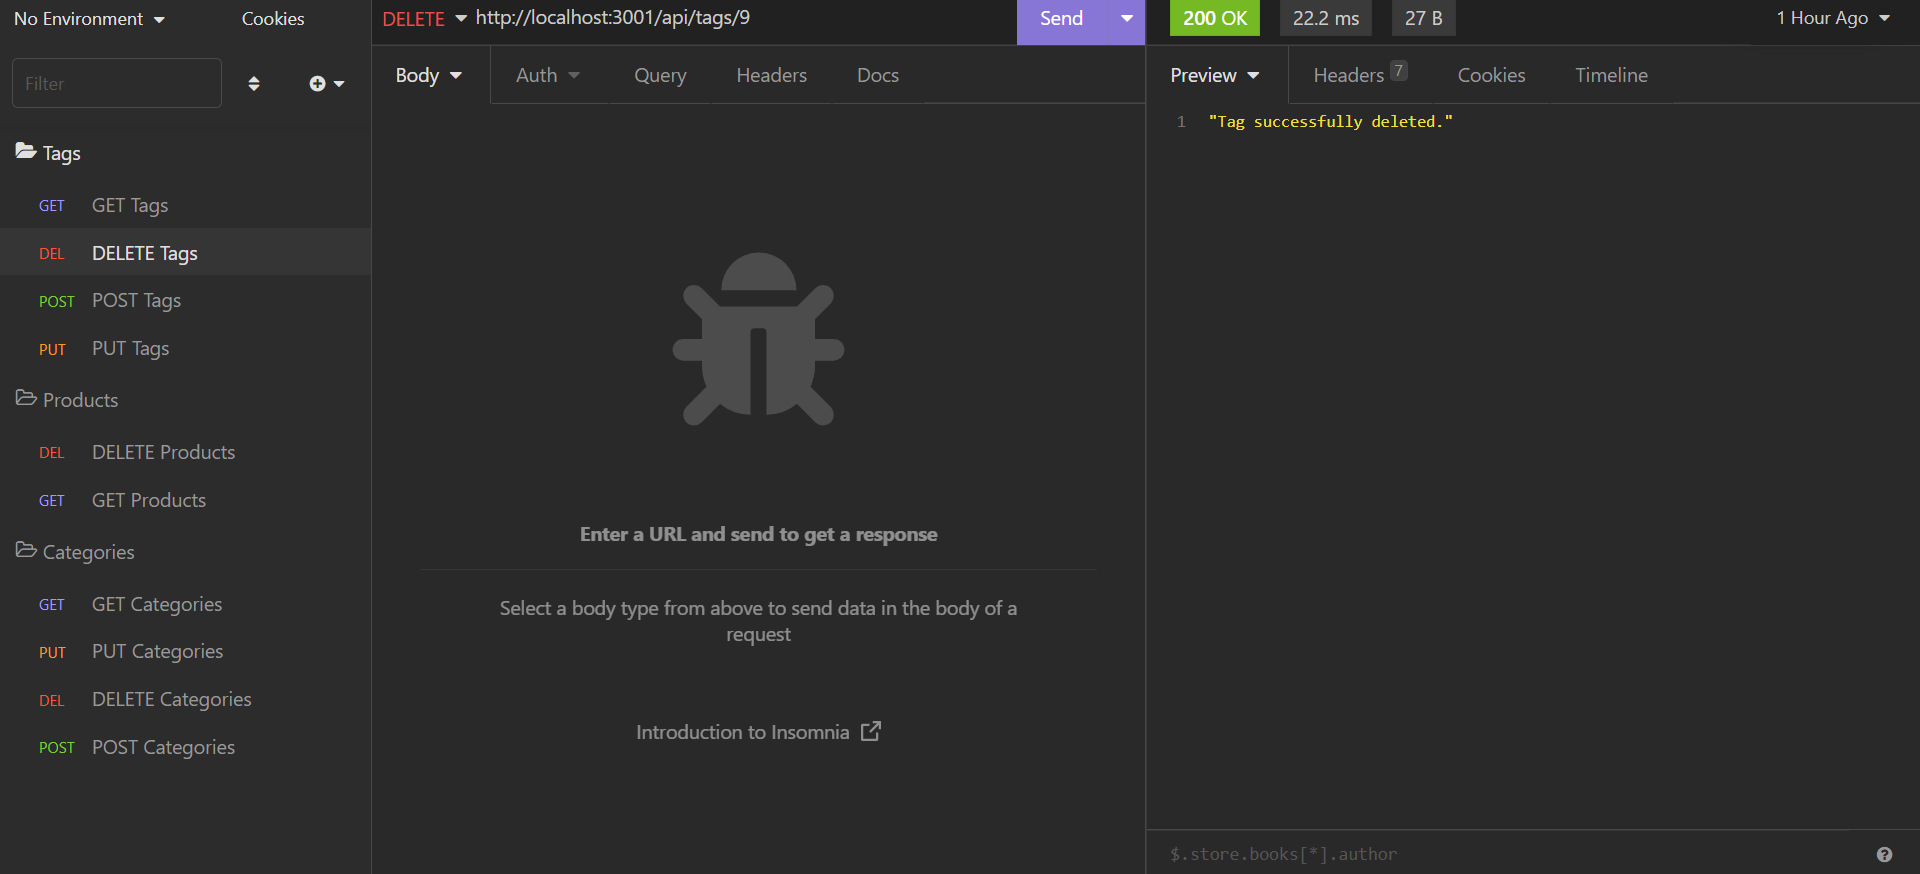 No Environment
Cookies
Filter
Tags
GET GET Tags
DEL DELETE Tags
POST POST Tags
PUT PUT Tags
Products
DEL DELETE Products
GET GET Products
Categories
GET GET Categories
PUT PUT Categories
DEL DELETE Categories
POST POST Categories
DELETE http://localhost:3001/api/tags/9 Send
Body Auth Query Headers Docs
Enter a URL and send to get a response
Select a body type from above to send data in the body of a
request
Introduction to Insomnia
200 OK 22.2 ms 27 B 1 Hour Ago
Preview Headers 7 Cookies Timeline
1 "Tag successfully deleted."
$.store.books[*].author